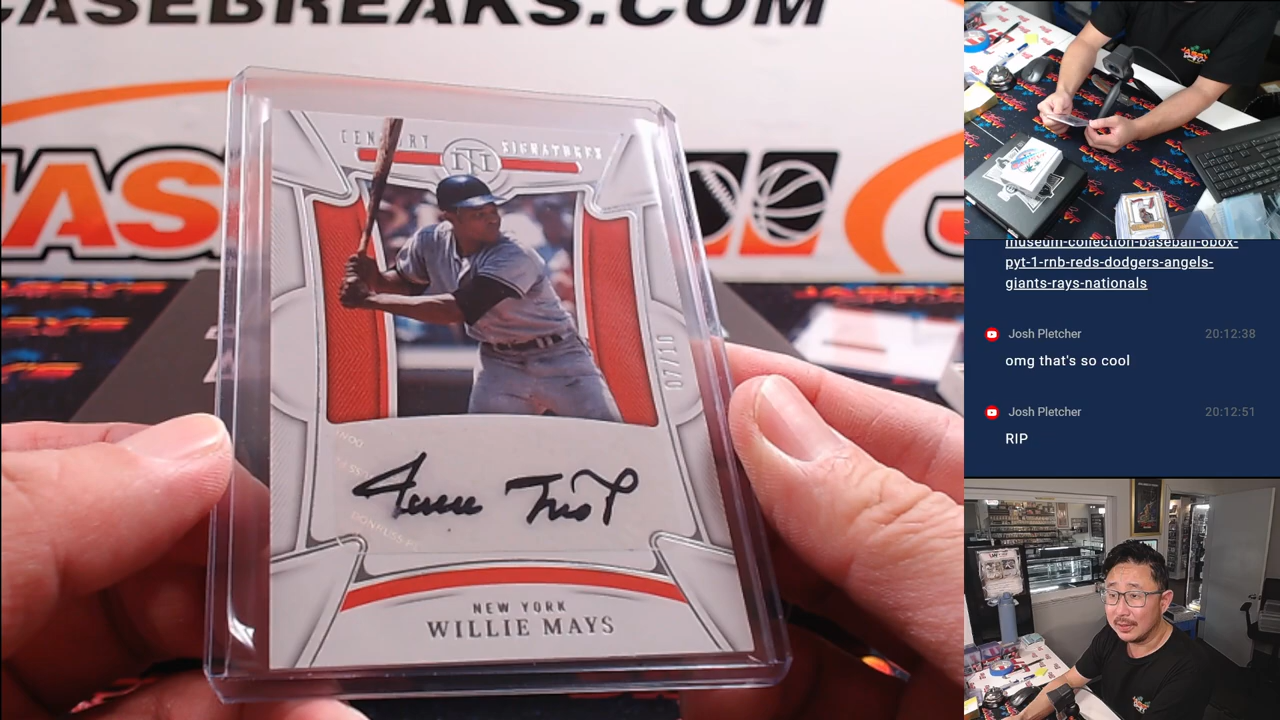 CASEBREAKS.COM
JAS
CENTURY SIGNATURES
07/10
NEW YORK
WILLIE MAYS
museum-collection-baseball-6box-
pyt-1-rnb-reds-dodgers-angels-
giants-rays-nationals
Josh Pletcher 20:12:38
omg that's so cool
Josh Pletcher 20:12:51
RIP